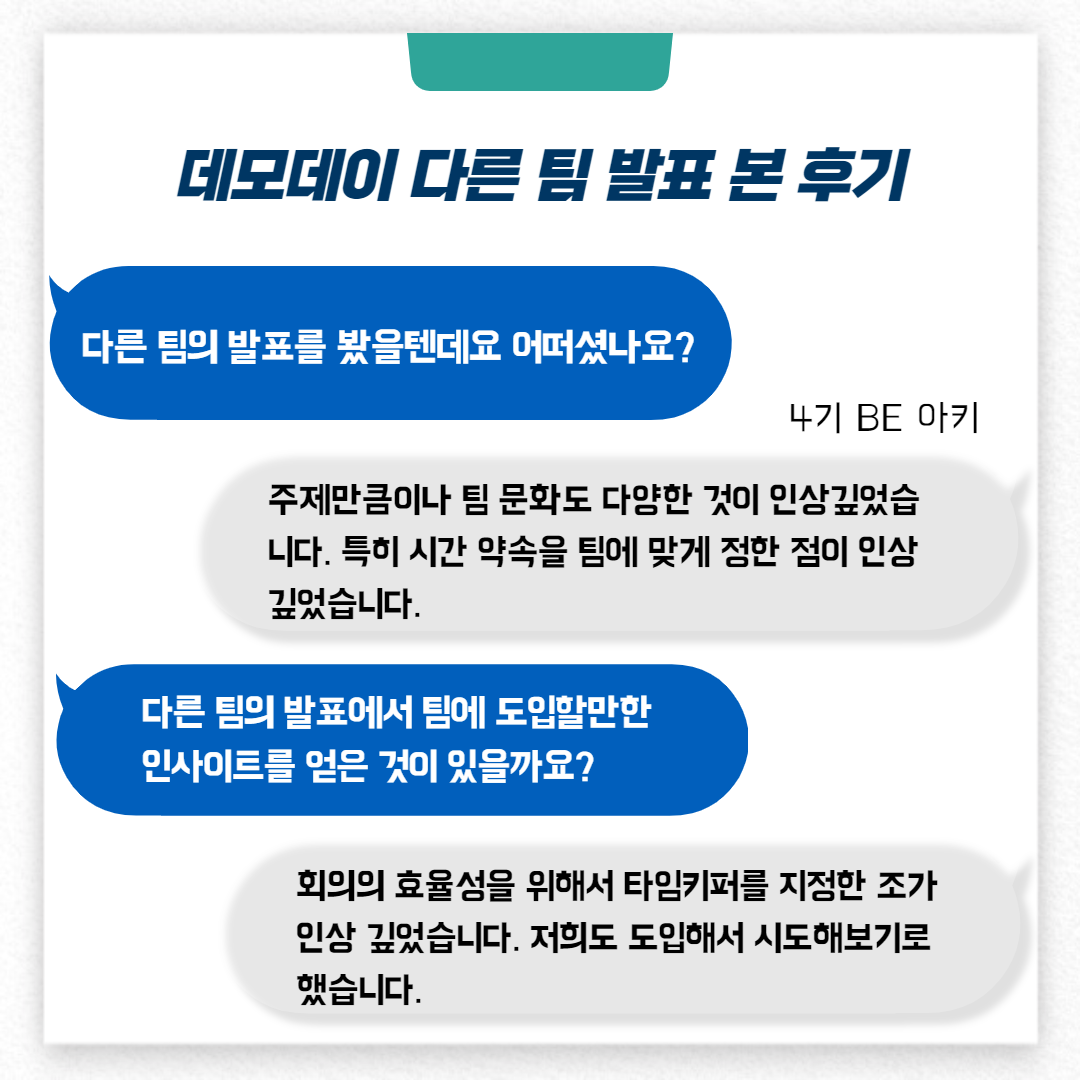 데모데이 다른 팀 발표 본 후기
다른 팀의 발표를 봤을텐데요 어떠셨나요?
4기 BE 아키
주제만큼이나 팀 문화도 다양한 것이 인상깊었습
니다. 특히 시간 약속을 팀에 맞게 정한 점이 인상
깊었습니다.
다른 팀의 발표에서 팀에 도입할만한
인사이트를 얻은 것이 있을까요?
회의의 효율성을 위해서 타임키퍼를 지정한 조가
인상 깊었습니다. 저희도 도입해서 시도해보기로
했습니다.